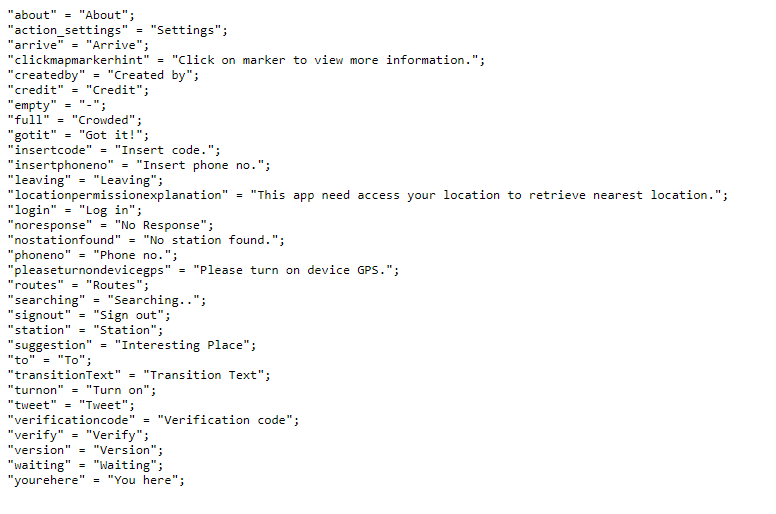 "about" = "About";
"action_settings" = "Settings";
"arrive" = "Arrive";
"clickmapmarkerhint" = "Click on marker to view more information.";
"createdby" = "Created by";
"credit" = "Credit";
"empty" = "-";
"full" = "Crowded";
"gotit" = "Got it!";
"insertcode" = "Insert code.";
"insertphoneno" = "Insert phone no.";
"leaving" = "Leaving";
"locationpermissionexplanation" = "This app need access your location to retrieve nearest location.";
"login" = "Log in";
"noresponse" = "No Response";
"nostationfound" = "No station found.";
"phoneno" = "Phone no.";
"pleaseturnondevicegps" = "Please turn on device GPS.";
"routes" = "Routes";
"searching" = "Searching..";
"signout" = "Sign out";
"station" = "Station";
"suggestion" = "Interesting Place";
"to" = "To";
"transitionText" = "Transition Text";
"turnon" = "Turn on";
"tweet" = "Tweet";
"verificationcode" = "Verification code";
"verify" = "Verify";
"version" = "Version";
"waiting" = "Waiting";
"yourehere" = "You here";